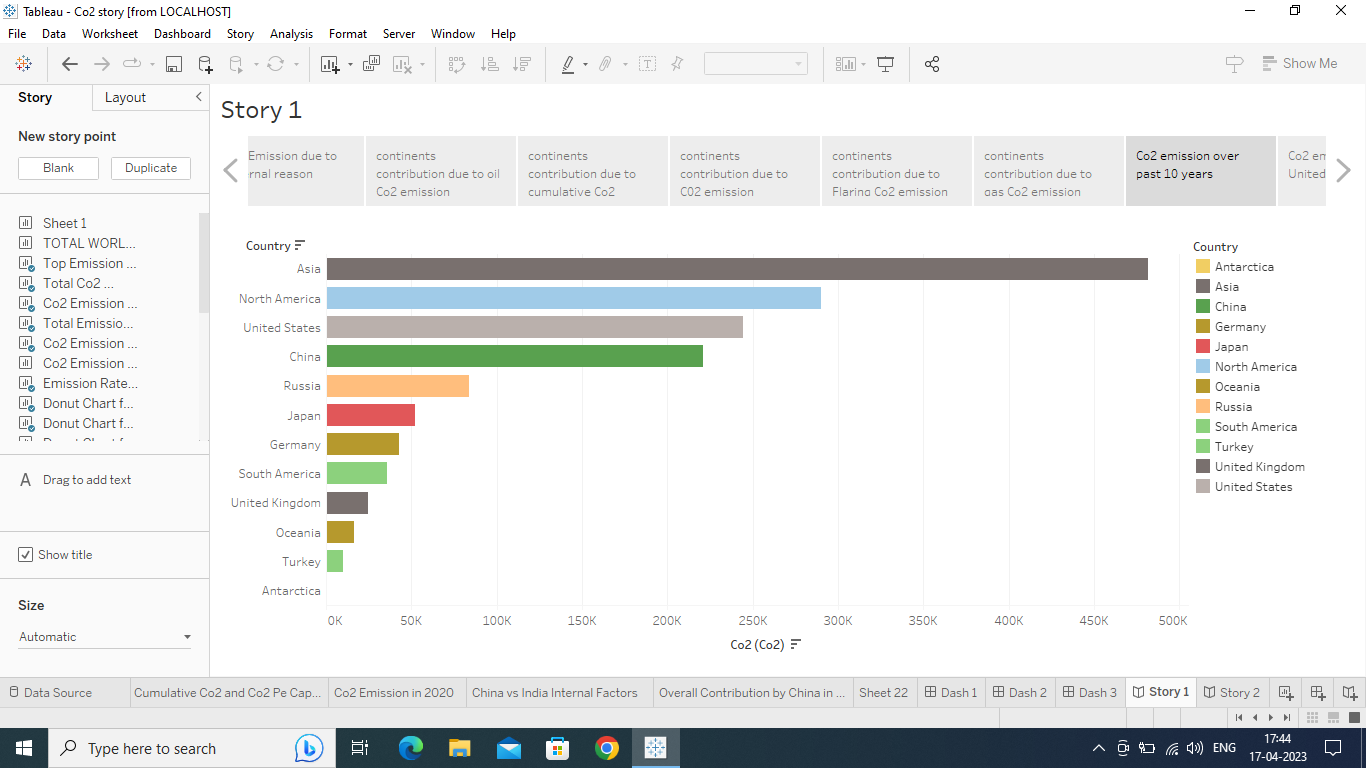 Tableau - Co2 story [from LOCALHOST]
File Data Worksheet Dashboard Story Analysis Format Server Window Help
Show Me
Story Layout
New story point
Blank Duplicate
Sheet 1
TOTAL WORL...
Top Emission ...
Total Co2 ...
Co2 Emission ...
Total Emissio...
Co2 Emission ...
Co2 Emission ...
Emission Rate...
Donut Chart f...
Donut Chart f...
A Drag to add text
Show title
Size
Automatic
Story 1
Emission due to
rnal reason
continents
contribution due to oil
Co2 emission
continents
contribution due to
cumulative Co2
continents
contribution due to
C02 emission
continents
contribution due to
Flaring Co2 emission
continents
contribution due to
gas Co2 emission
Co2 emission over
past 10 years
Co2 em
United
Country
Asia
North America
United States
China
Russia
Japan
Germany
South America
United Kingdom
Oceania
Turkey
Antarctica
0K 50K 100K 150K 200K 250K 300K 350K 400K 450K 500K
Co2 (Co2)
Country
Antarctica
Asia
China
Germany
Japan
North America
Oceania
Russia
South America
Turkey
United Kingdom
United States
Data Source Cumulative Co2 and Co2 Pe Cap... Co2 Emission in 2020 China vs India Internal Factors Overall Contribution by China in ... Sheet 22 Dash 1 Dash 2 Dash 3 Story 1 Story 2
Type here to search
ENG
17:44
17-04-2023